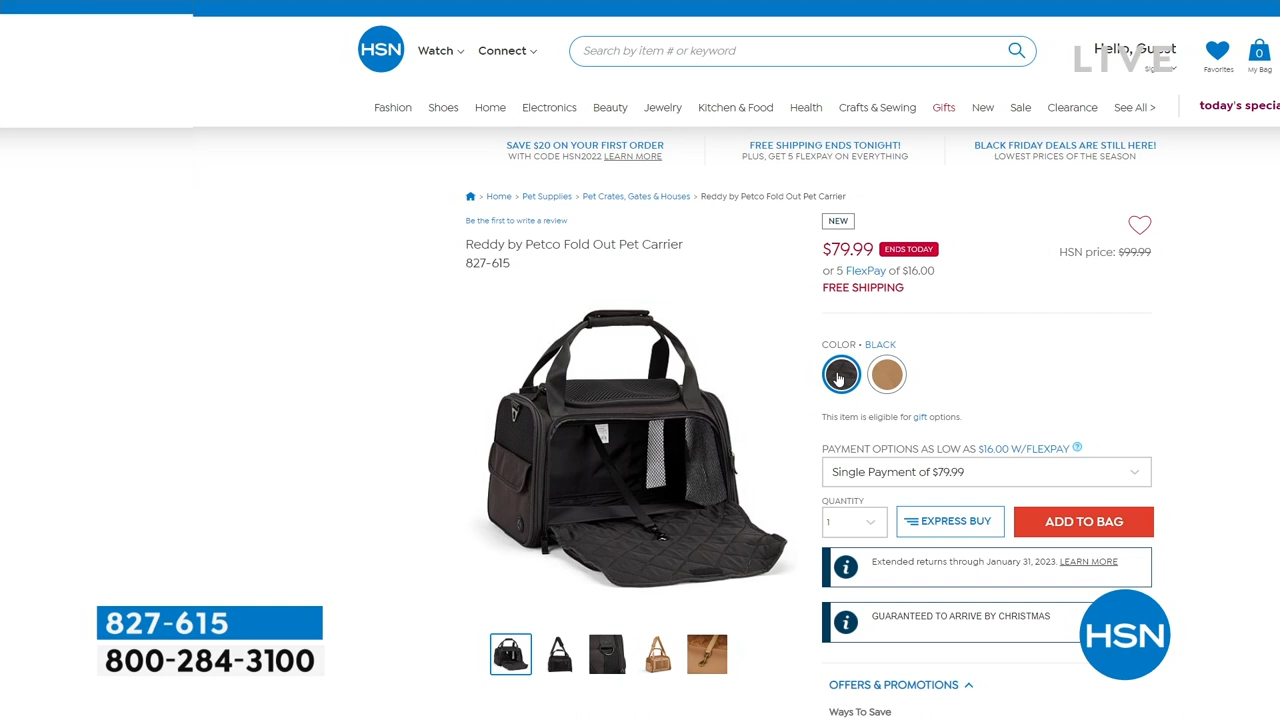 HSN
Watch
Connect
Search by item # or keyword
Hello, Guest
LIVE
Favorites
0
My Bag
Fashion
Shoes
Home
Electronics
Beauty
Jewelry
Kitchen & Food
Health
Crafts & Sewing
Gifts
New
Sale
Clearance
See All >
today's specia
SAVE $20 ON YOUR FIRST ORDER
WITH CODE HSN2022 LEARN MORE
FREE SHIPPING ENDS TONIGHT!
PLUS, GET 5 FLEXPAY ON EVERYTHING
BLACK FRIDAY DEALS ARE STILL HERE!
LOWEST PRICES OF THE SEASON
> Home > Pet Supplies > Pet Crates, Gates & Houses > Reddy by Petco Fold Out Pet Carrier
Be the first to write a review
Reddy by Petco Fold Out Pet Carrier
827-615
NEW
$79.99 ENDS TODAY
HSN price: $99.99
or 5 FlexPay of $16.00
FREE SHIPPING
COLOR • BLACK
This item is eligible for gift options.
PAYMENT OPTIONS AS LOW AS $16.00 W/FLEXPAY ?
Single Payment of $79.99
QUANTITY
1
EXPRESS BUY
ADD TO BAG
Extended returns through January 31, 2023. LEARN MORE
GUARANTEED TO ARRIVE BY CHRISTMAS
HSN
827-615
800-284-3100
OFFERS & PROMOTIONS
Ways To Save